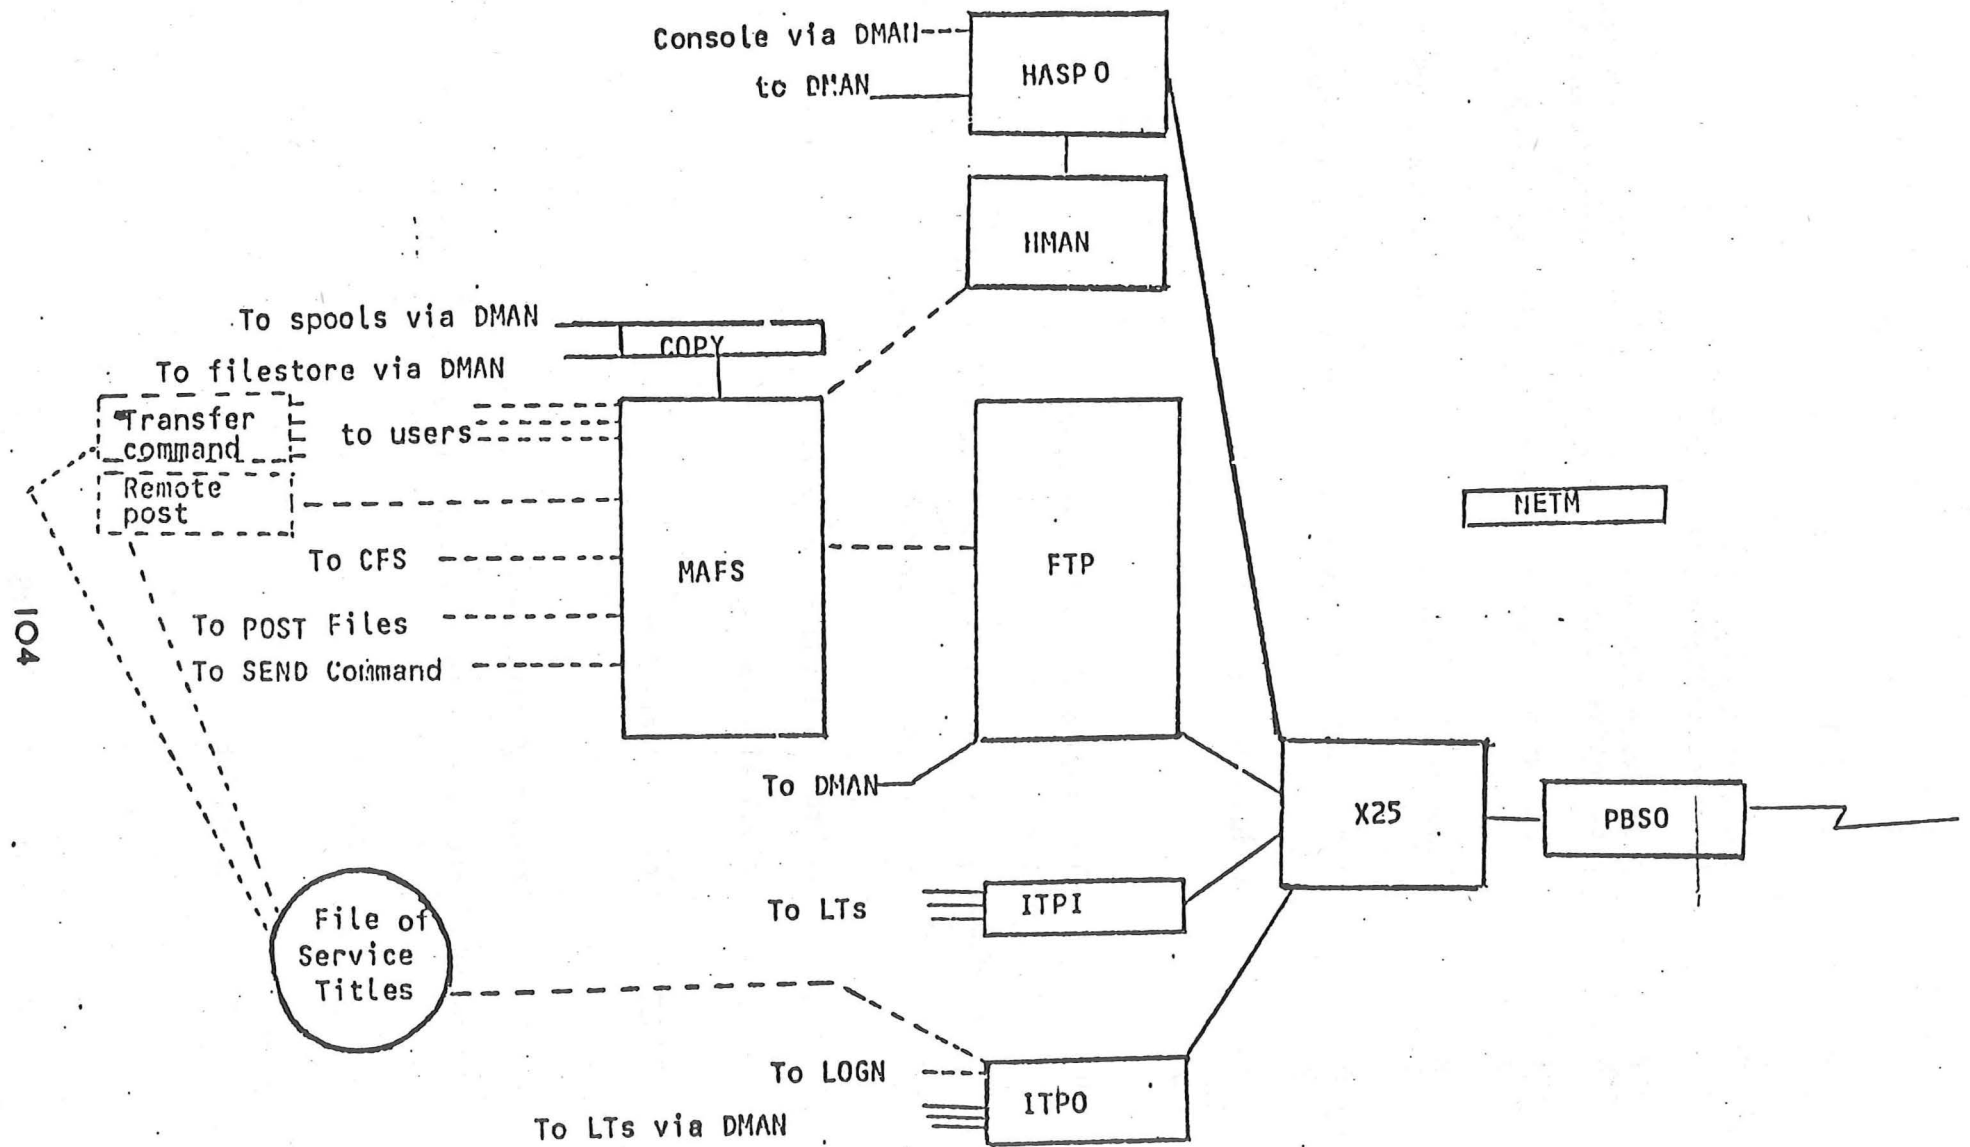 Console via DMAN
to DMAN
HASPO
HMAN
To spools via DMAN
COPY
To filestore via DMAN
Transfer
command
to users
Remote
post
To CFS
MAFS
FTP
NETM
To POST Files
To SEND Command
104
To DMAN
X25
PBSO
To LTs
ITPI
File of
Service
Titles
To LOGN
ITPO
To LTs via DMAN